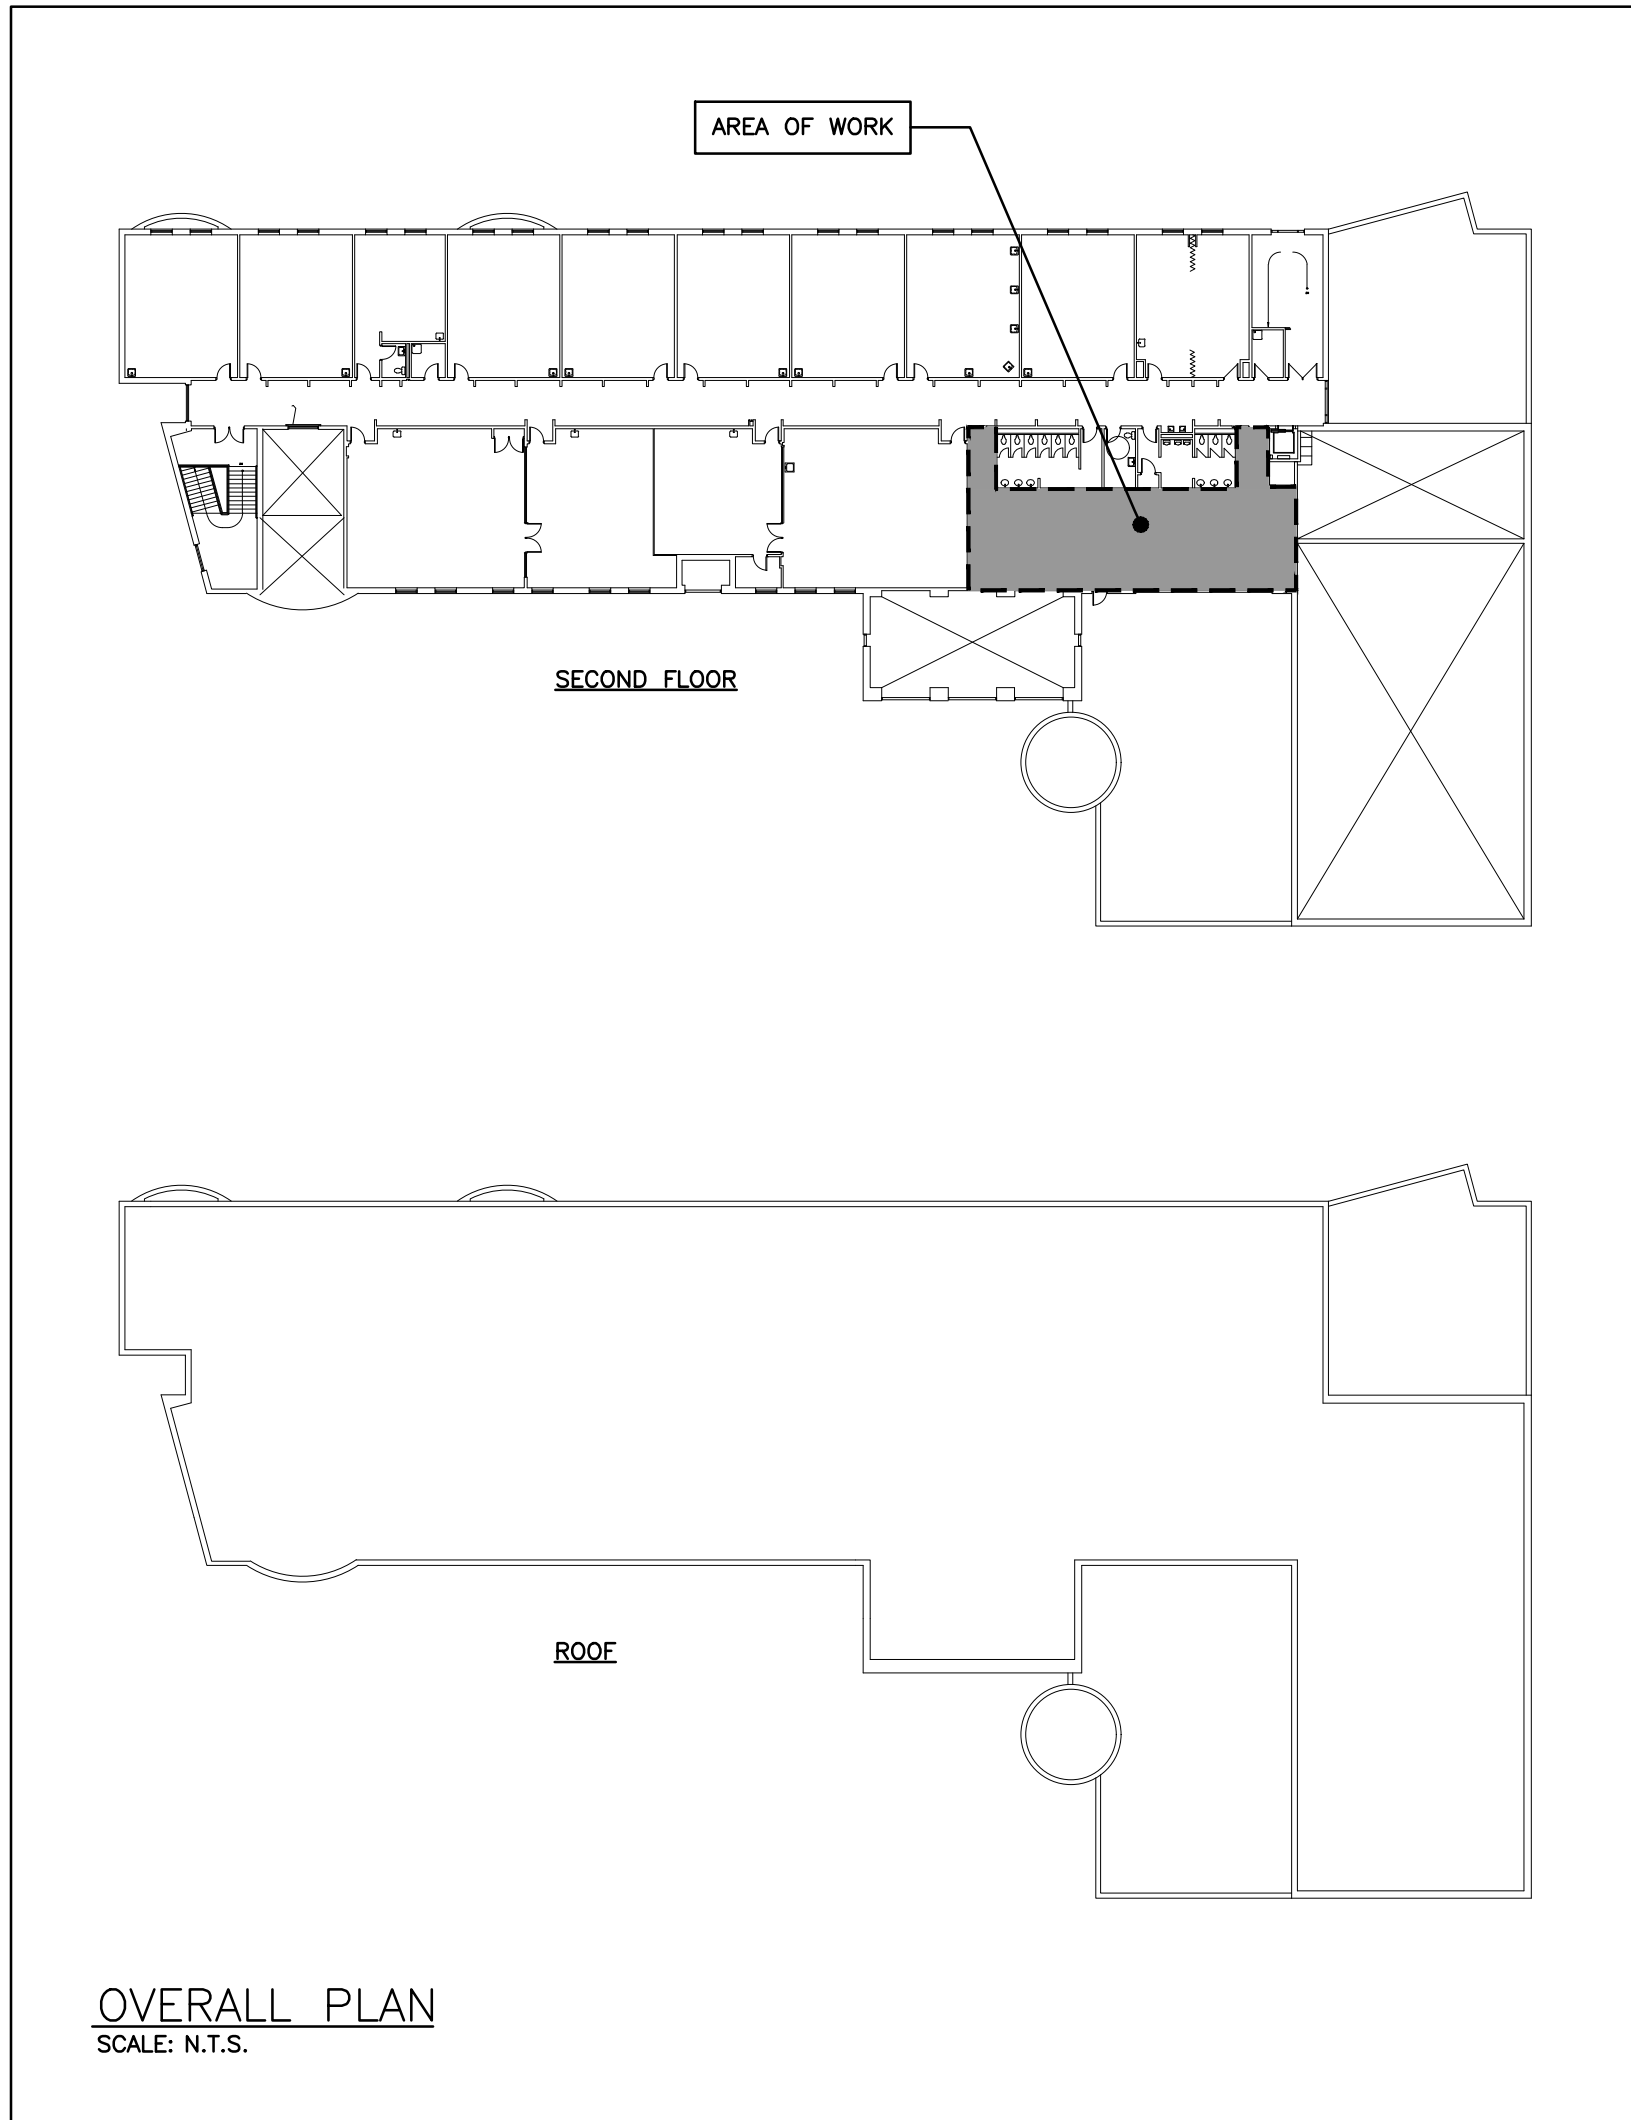 AREA OF WORK
SECOND FLOOR
ROOF
OVERALL PLAN
SCALE: N.T.S.